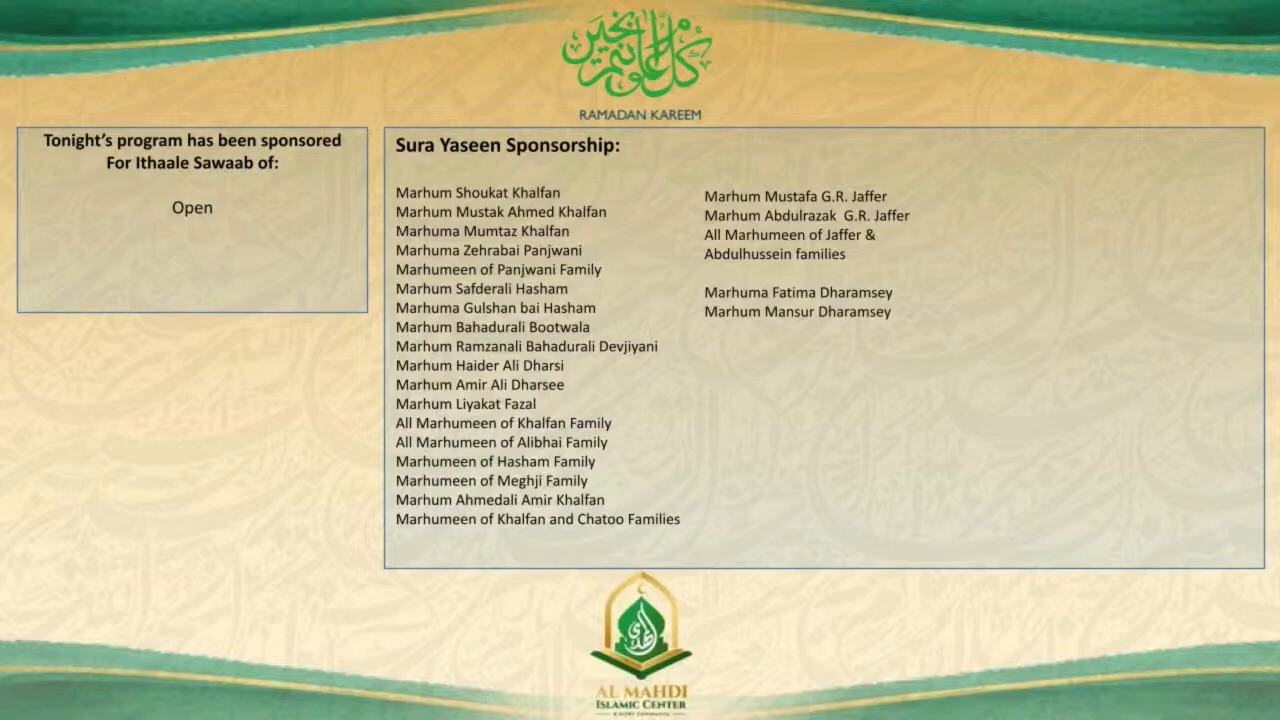 كل عام وأنتم بخير
RAMADAN KAREEM
Tonight's program has been sponsored
For Ithaale Sawaab of:
Open
Sura Yaseen Sponsorship:
Marhum Shoukat Khalfan
Marhum Mustak Ahmed Khalfan
Marhuma Mumtaz Khalfan
Marhuma Zehrabai Panjwani
Marhumeen of Panjwani Family
Marhum Safderali Hasham
Marhuma Gulshan bai Hasham
Marhum Bahadurali Bootwala
Marhum Ramzanali Bahadurali Devjiyani
Marhum Haider Ali Dharsi
Marhum Amir Ali Dharsee
Marhum Liyakat Fazal
All Marhumeen of Khalfan Family
All Marhumeen of Alibhai Family
Marhumeen of Hasham Family
Marhumeen of Meghji Family
Marhum Ahmedali Amir Khalfan
Marhumeen of Khalfan and Chatoo Families
Marhum Mustafa G.R. Jaffer
Marhum Abdulrazak  G.R. Jaffer
All Marhumeen of Jaffer &
Abdulhussein families
Marhuma Fatima Dharamsey
Marhum Mansur Dharamsey
AL MAHDI
ISLAMIC CENTER